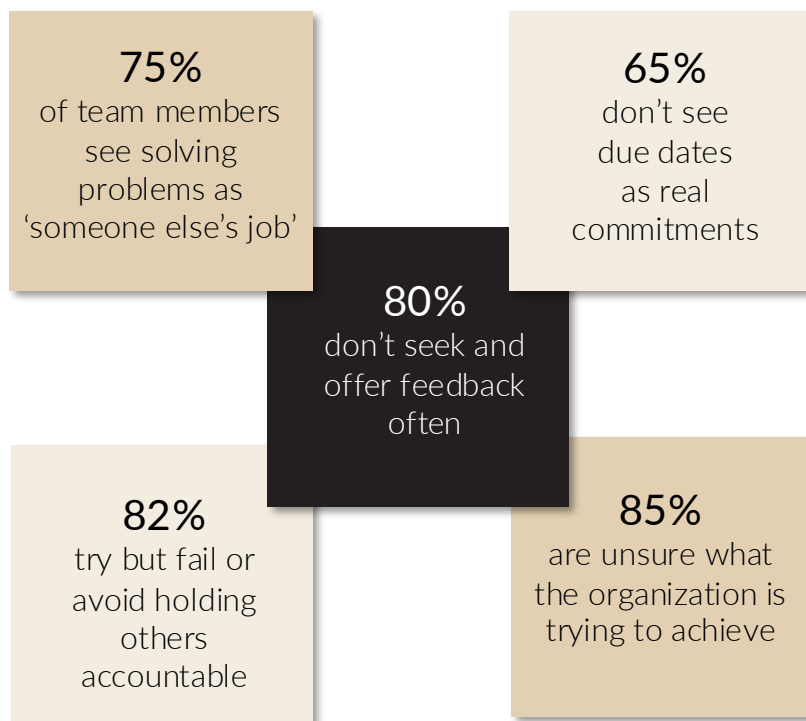 75%
of team members
see solving
problems as
‘someone else’s job’
65%
don’t see
due dates
as real
commitments
80%
don’t seek and
offer feedback
often
82%
try but fail or
avoid holding
others
accountable
85%
are unsure what
the organization is
trying to achieve